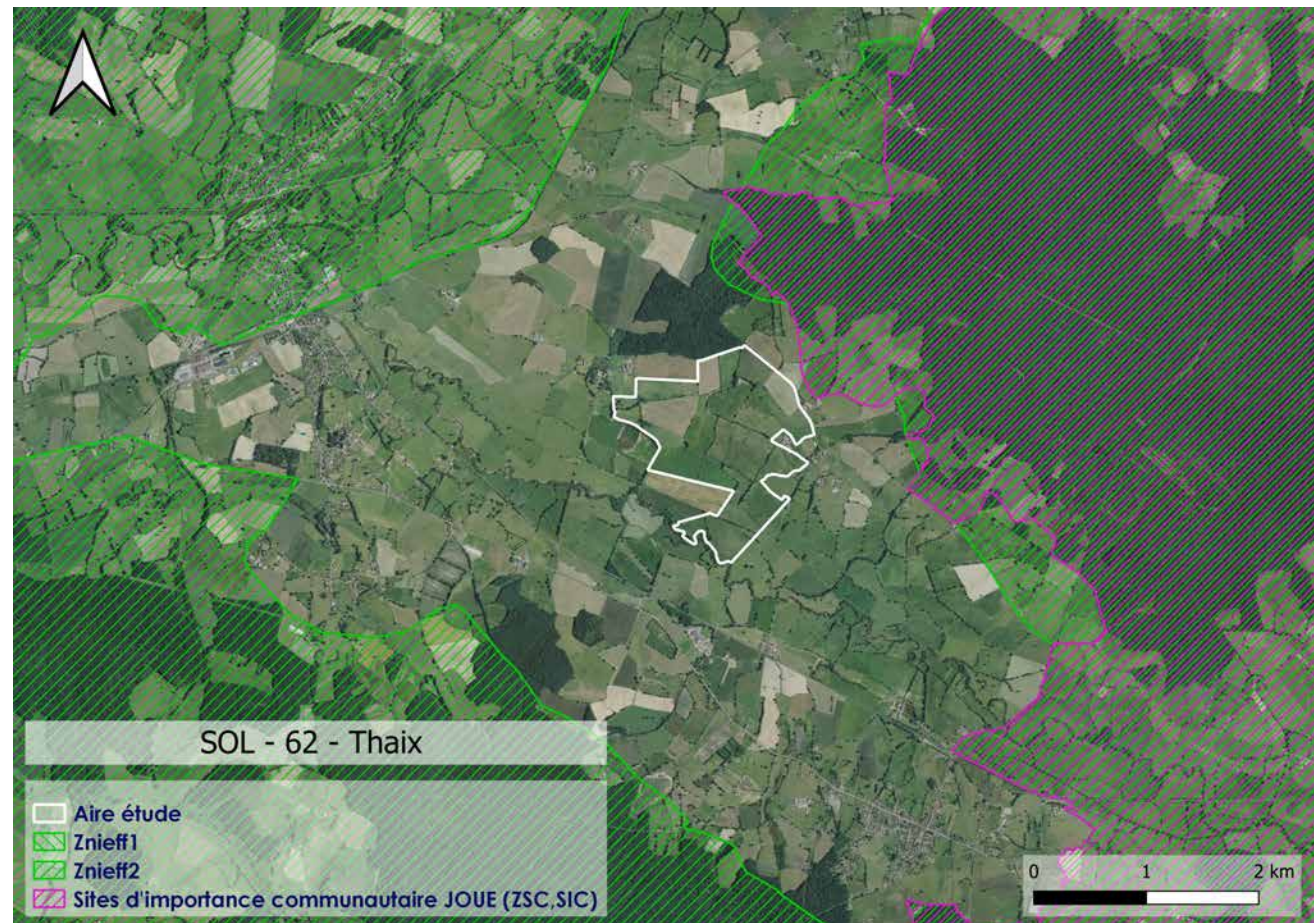 SOL - 62 - Thaix
Aire étude
Znieff1
Znieff2
Sites d'importance communautaire JOUE (ZSC,SIC)
0 1 2 km